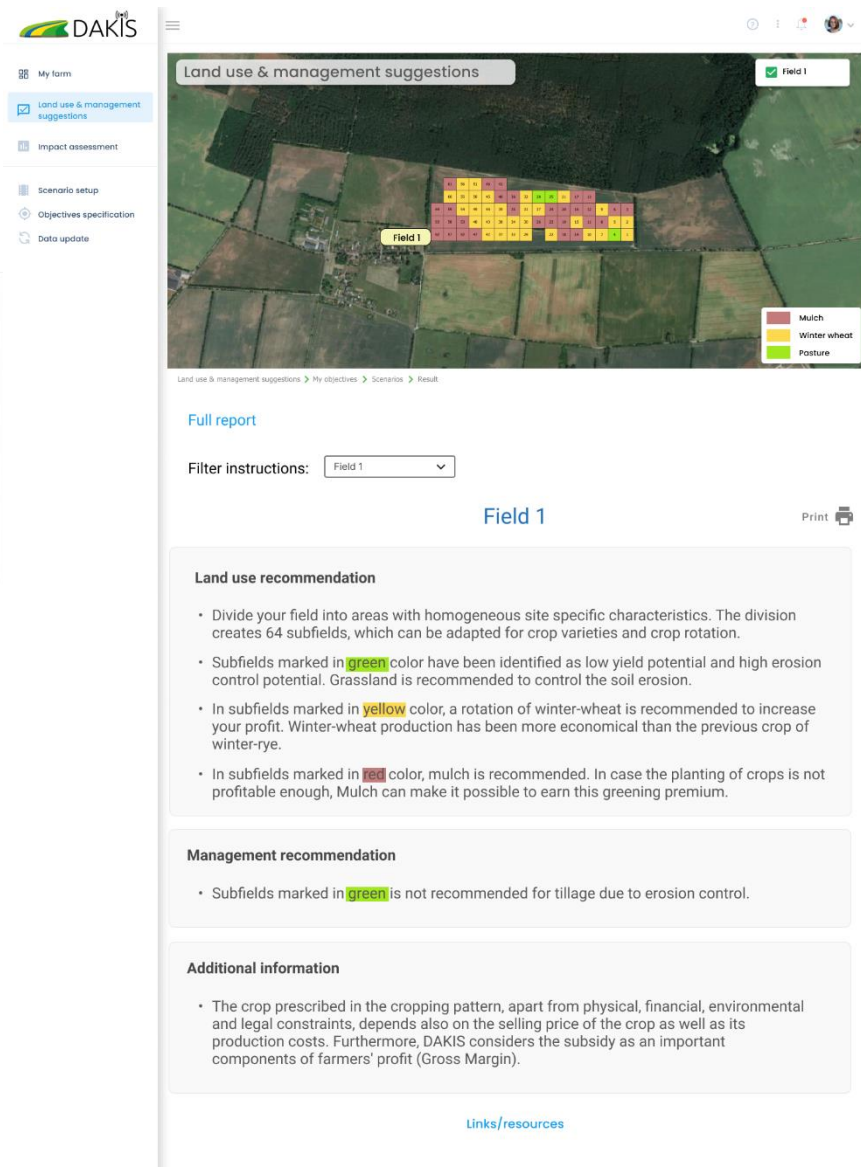 DAKIS
My farm
Land use & management
suggestions
Impact assessment
Scenario setup
Objectives specification
Data update
Land use & management suggestions
Field 1
Field 1
Mulch
Winter wheat
Pasture
Land use & management suggestions > My objectives > Scenarios > Result
Full report
Filter instructions: Field 1
Field 1
Print
Land use recommendation
• Divide your field into areas with homogeneous site specific characteristics. The division
creates 64 subfields, which can be adapted for crop varieties and crop rotation.
• Subfields marked in green color have been identified as low yield potential and high erosion
control potential. Grassland is recommended to control the soil erosion.
• In subfields marked in yellow color, a rotation of winter-wheat is recommended to increase
your profit. Winter-wheat production has been more economical than the previous crop of
winter-rye.
• In subfields marked in red color, mulch is recommended. In case the planting of crops is not
profitable enough, Mulch can make it possible to earn this greening premium.
Management recommendation
• Subfields marked in green is not recommended for tillage due to erosion control.
Additional information
• The crop prescribed in the cropping pattern, apart from physical, financial, environmental
and legal constraints, depends also on the selling price of the crop as well as its
production costs. Furthermore, DAKIS considers the subsidy as an important
components of farmers' profit (Gross Margin).
Links/resources